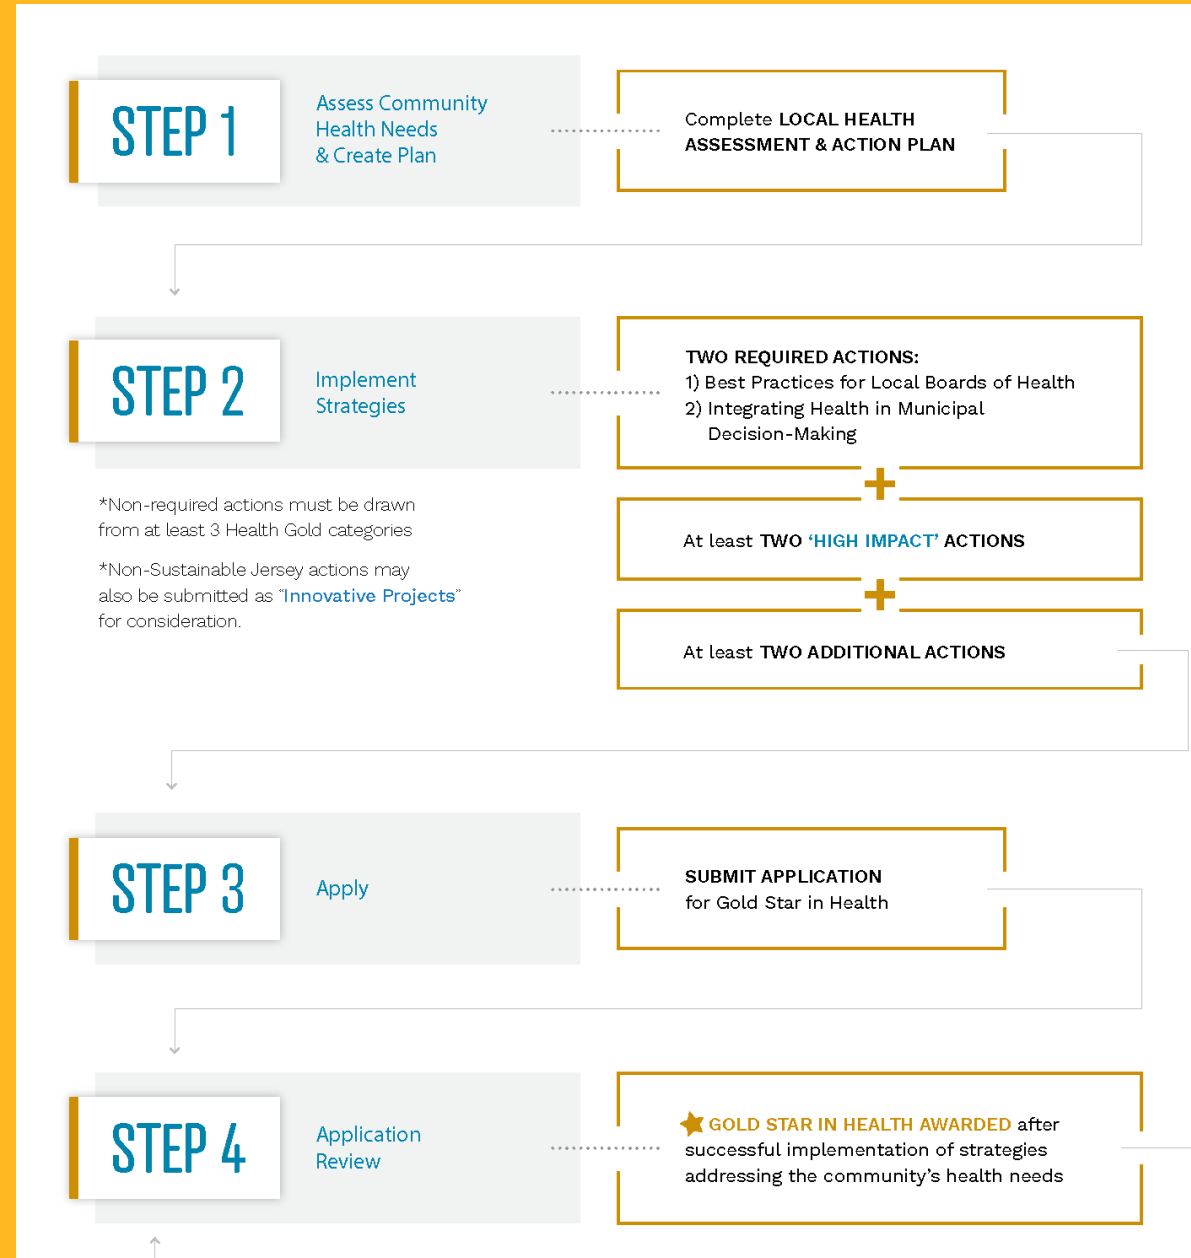 STEP 1
Assess Community
Health Needs
& Create Plan
Complete LOCAL HEALTH
ASSESSMENT & ACTION PLAN
STEP 2
Implement
Strategies
TWO REQUIRED ACTIONS:
1) Best Practices for Local Boards of Health
2) Integrating Health in Municipal
Decision-Making
+
*Non-required actions must be drawn
from at least 3 Health Gold categories
*Non-Sustainable Jersey actions may
also be submitted as “Innovative Projects”
for consideration.
At least TWO ‘HIGH IMPACT’ ACTIONS
+
At least TWO ADDITIONAL ACTIONS
STEP 3
Apply
SUBMIT APPLICATION
for Gold Star in Health
STEP 4
Application
Review
GOLD STAR IN HEALTH AWARDED after
successful implementation of strategies
addressing the community’s health needs